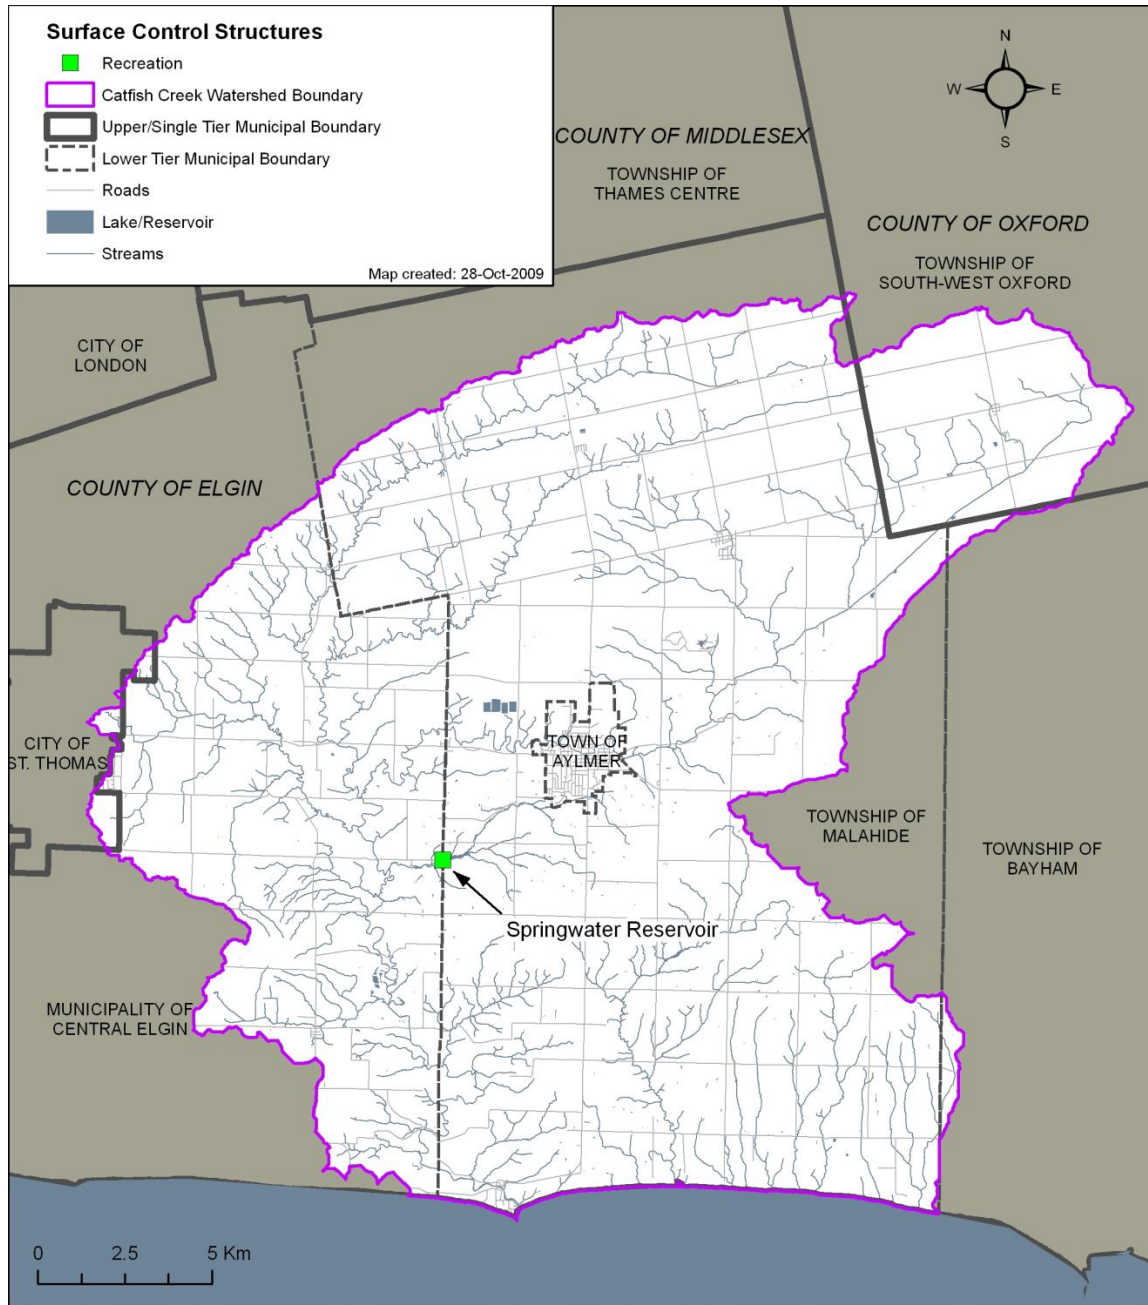 Surface Control Structures
Recreation
Catfish Creek Watershed Boundary
Upper/Single Tier Municipal Boundary
Lower Tier Municipal Boundary
Roads
Lake/Reservoir
Streams
Map created: 28-Oct-2009
N
W
E
S
COUNTY OF MIDDLESEX
TOWNSHIP OF
THAMES CENTRE
COUNTY OF OXFORD
TOWNSHIP OF
SOUTH-WEST OXFORD
CITY OF
LONDON
COUNTY OF ELGIN
CITY OF
ST. THOMAS
TOWN OF
AYLMER
TOWNSHIP OF
MALAHIDE
TOWNSHIP OF
BAYHAM
Springwater Reservoir
MUNICIPALITY OF
CENTRAL ELGIN
0 2.5 5 Km